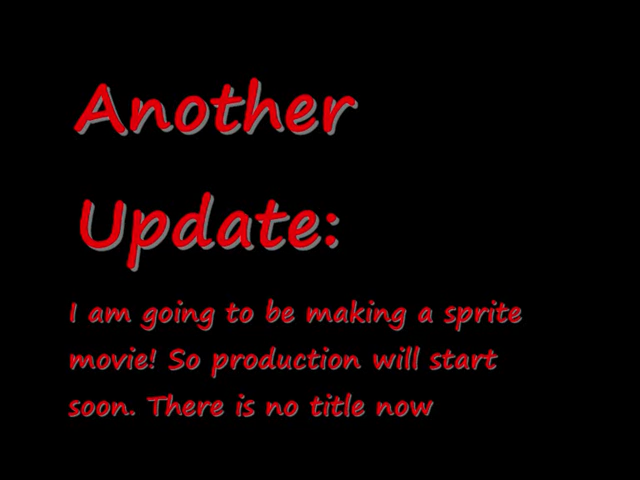 Another
Update:
I am going to be making a sprite
movie! So production will start
soon. There is no title now